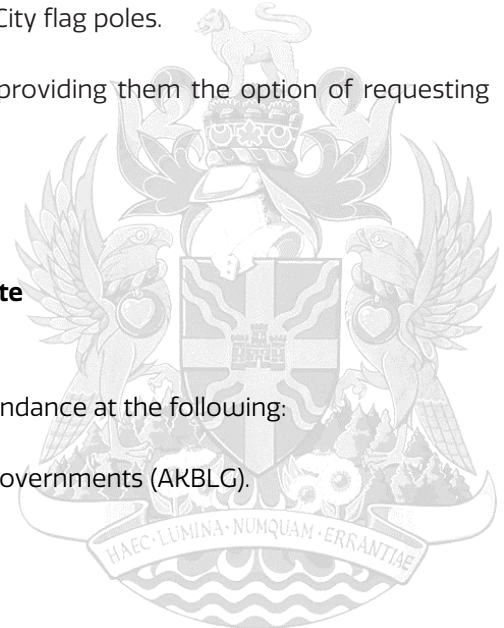 City flag poles.
providing them the option of requesting
te
ndance at the following:
overnments (AKBLG).
HAEC·LUMINA·NUMQUAM·ERRANTIAE